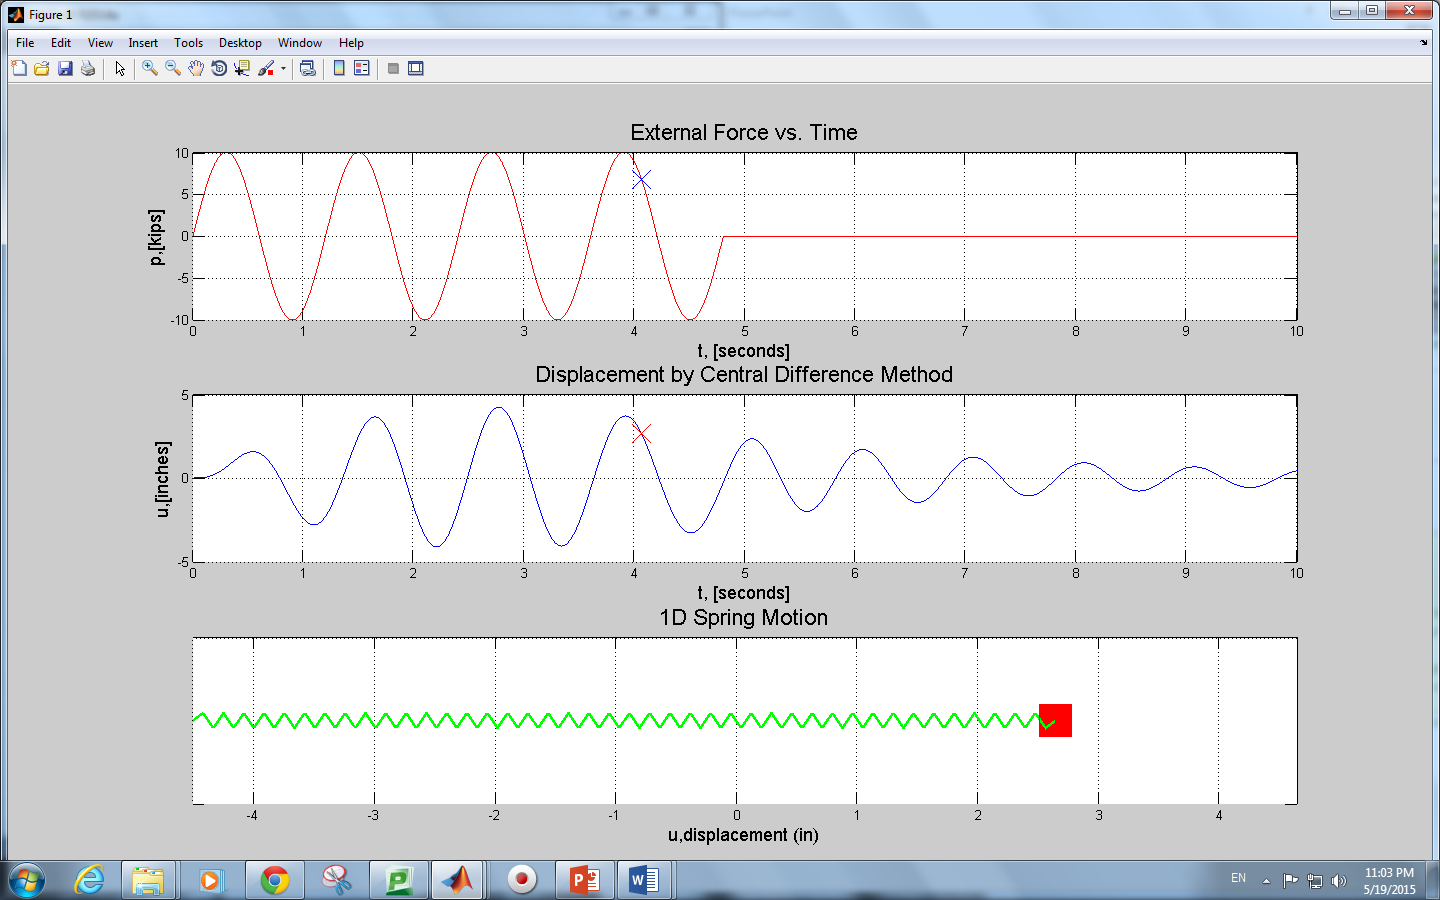 Figure 1
File Edit View Insert Tools Desktop Window Help
External Force vs. Time
10
5
0
-5
-10
p,[kips]
0 1 2 3 4 5 6 7 8 9 10
t, [seconds]
Displacement by Central Difference Method
5
0
-5
u,[inches]
0 1 2 3 4 5 6 7 8 9 10
t, [seconds]
1D Spring Motion
-4 -3 -2 -1 0 1 2 3 4
u,displacement (in)
EN
11:03 PM
5/19/2015